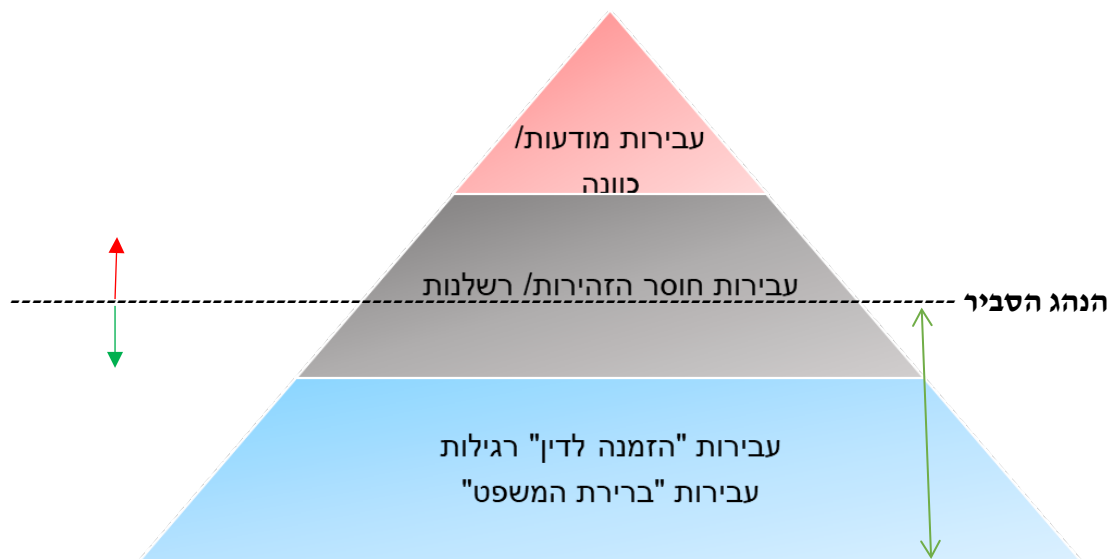 עבירות מודעות/
כוונה
עבירות חוסר הזהירות/ רשלנות
הנהג הסביר
עבירות "הזמנה לדין" רגילות
עבירות "ברירת המשפט"